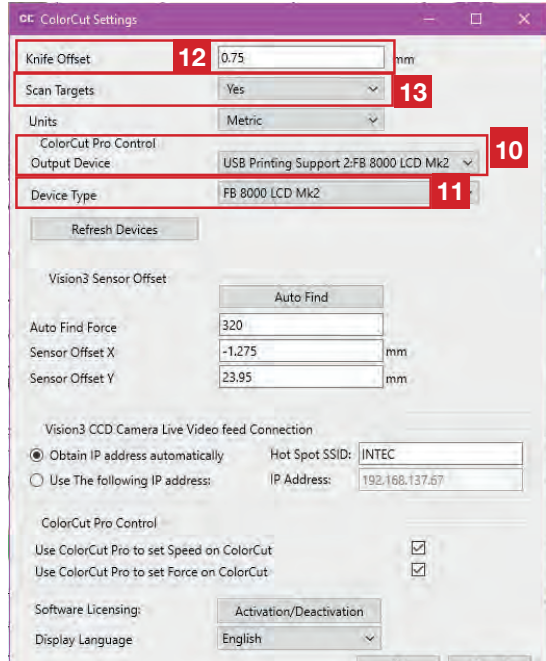 CC ColorCut Settings
Knife Offset 12 0.75 mm
Scan Targets Yes 13
Units Metric
ColorCut Pro Control 10
Output Device USB Printing Support 2:FB 8000 LCD Mk2
Device Type FB 8000 LCD Mk2 11
Refresh Devices
Vision3 Sensor Offset
Auto Find
Auto Find Force 320
Sensor Offset X -1.275 mm
Sensor Offset Y 23.95 mm
Vision3 CCD Camera Live Video feed Connection
Obtain IP address automatically Hot Spot SSID: INTEC
Use The following IP address: IP Address: 192.168.137.67
ColorCut Pro Control
Use ColorCut Pro to set Speed on ColorCut
Use ColorCut Pro to set Force on ColorCut
Software Licensing: Activation/Deactivation
Display Language English